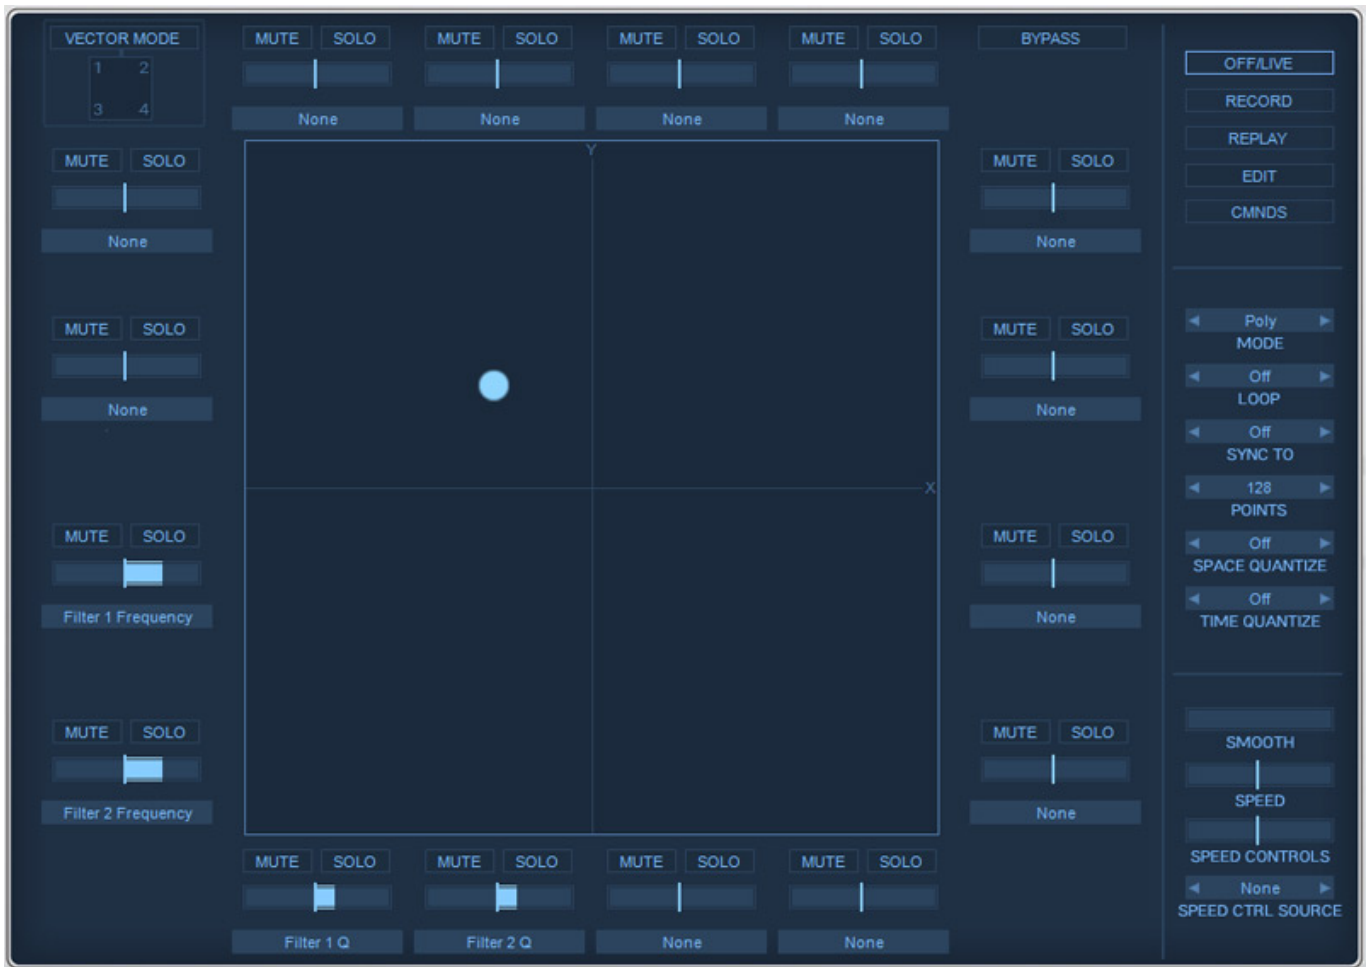 VECTOR MODE
1 2
3 4
MUTE SOLO MUTE SOLO MUTE SOLO MUTE SOLO
None None None None
BYPASS
MUTE SOLO
None
MUTE SOLO
None
MUTE SOLO
Filter 1 Frequency
MUTE SOLO
Filter 2 Frequency
Y
X
MUTE SOLO
None
MUTE SOLO
None
MUTE SOLO
None
MUTE SOLO
None
MUTE SOLO MUTE SOLO MUTE SOLO MUTE SOLO
Filter 1 Q Filter 2 Q None None
OFF/LIVE
RECORD
REPLAY
EDIT
CMNDS
Poly
MODE
Off
LOOP
Off
SYNC TO
128
POINTS
Off
SPACE QUANTIZE
Off
TIME QUANTIZE
SMOOTH
SPEED
SPEED CONTROLS
None
SPEED CTRL SOURCE